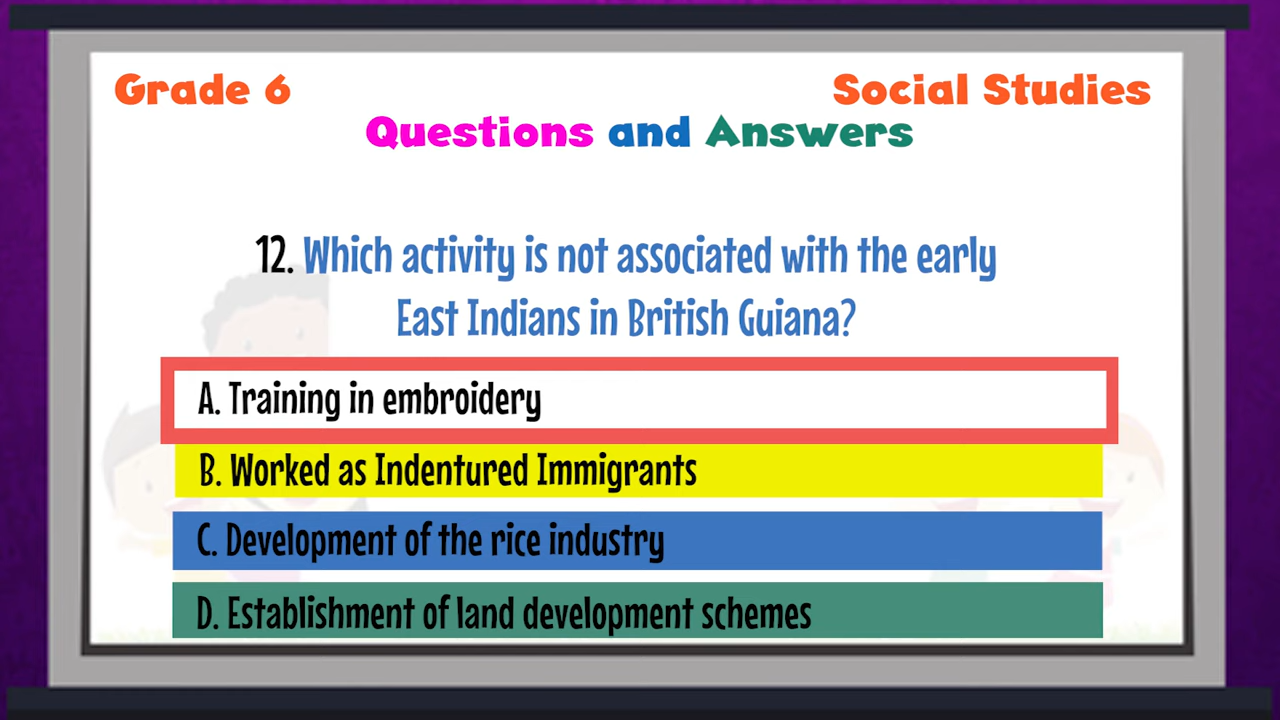 Grade 6
Social Studies
Questions and Answers
12. Which activity is not associated with the early
East Indians in British Guiana?
A. Training in embroidery
B. Worked as Indentured Immigrants
C. Development of the rice industry
D. Establishment of land development schemes